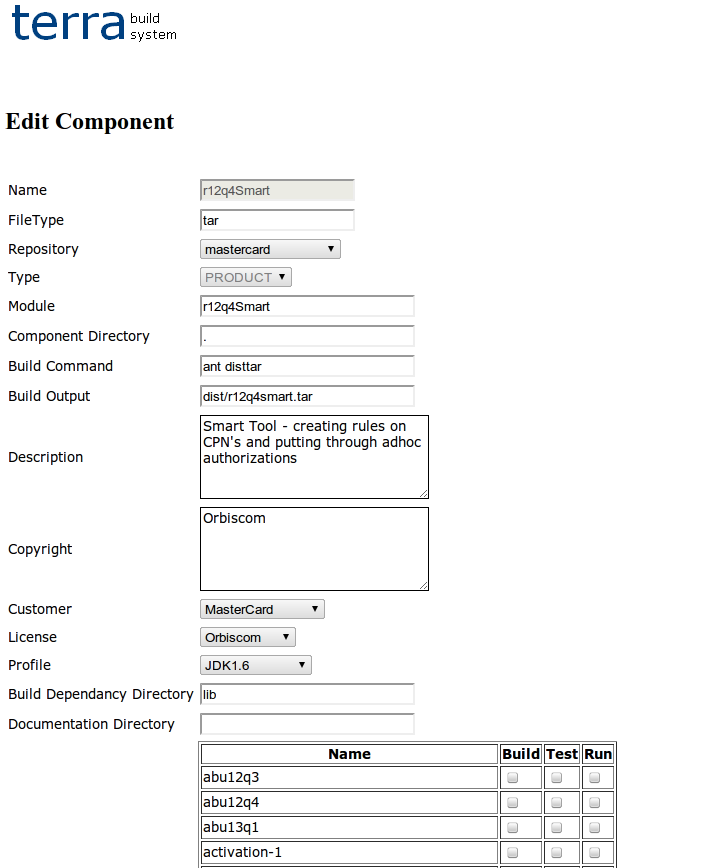 terra build
system
Edit Component
Name r12q4Smart
FileType tar
Repository mastercard
Type PRODUCT
Module r12q4Smart
Component Directory .
Build Command ant disttar
Build Output dist/r12q4smart.tar
Description
Smart Tool - creating rules on
CPN's and putting through adhoc
authorizations
Copyright
Orbiscom
Customer MasterCard
License Orbiscom
Profile JDK1.6
Build Dependancy Directory lib
Documentation Directory
Name Build Test Run
abu12q3
abu12q4
abu13q1
activation-1